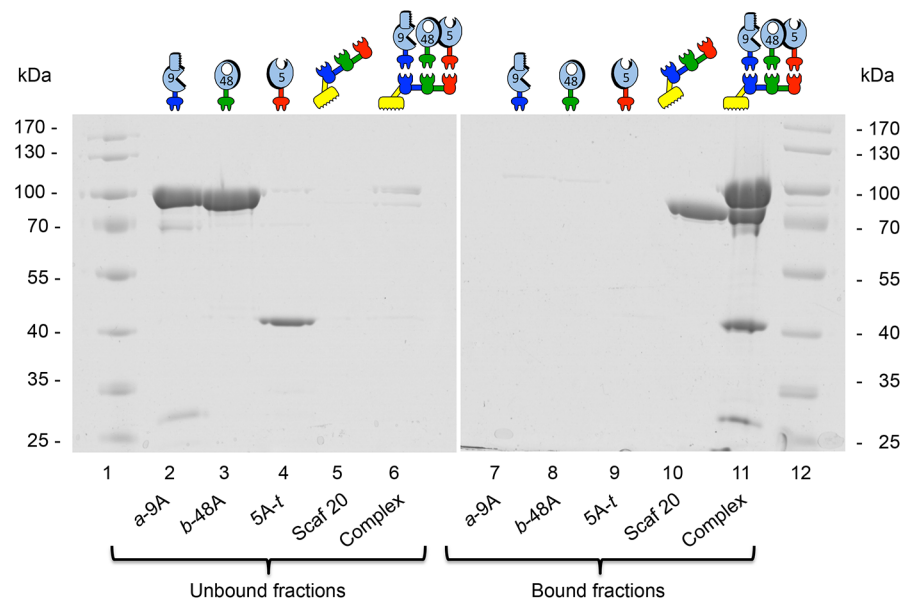 9 48 5 9 48 5 9 48 5 9 48 5
kDa kDa
170 - - 170
130 - - 130
100 - - 100
70 - - 70
55 - - 55
40 - - 40
35 - - 35
25 - - 25
1 2 3 4 5 6 7 8 9 10 11 12
a-9A b-48A 5A-t Scaf 20 Complex a-9A b-48A 5A-t Scaf 20 Complex
Unbound fractions Bound fractions